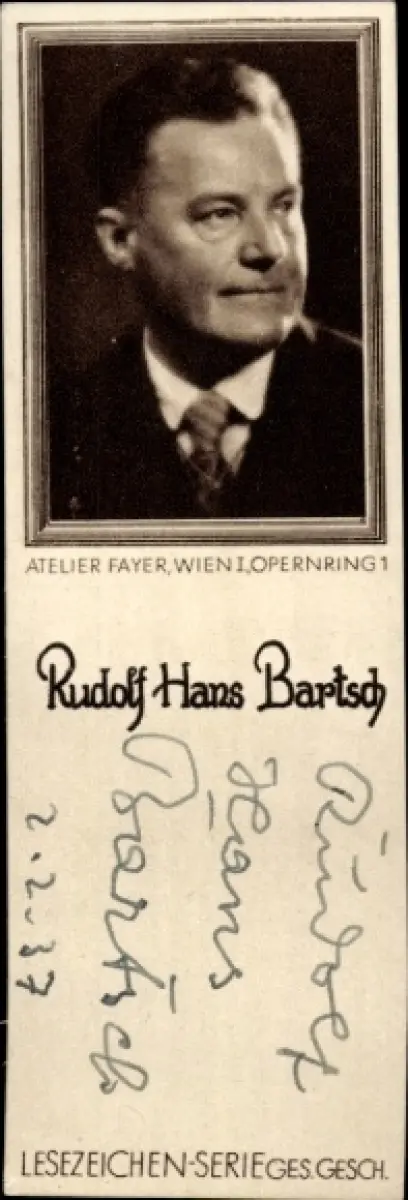 ATELIER FAYER, WIEN I., OPERNRING 1
Rudolf Hans Bartsch
Rudolf
Hans
Bartsch
2. 2. 37
LESEZEICHEN-SERIE GES. GESCH.